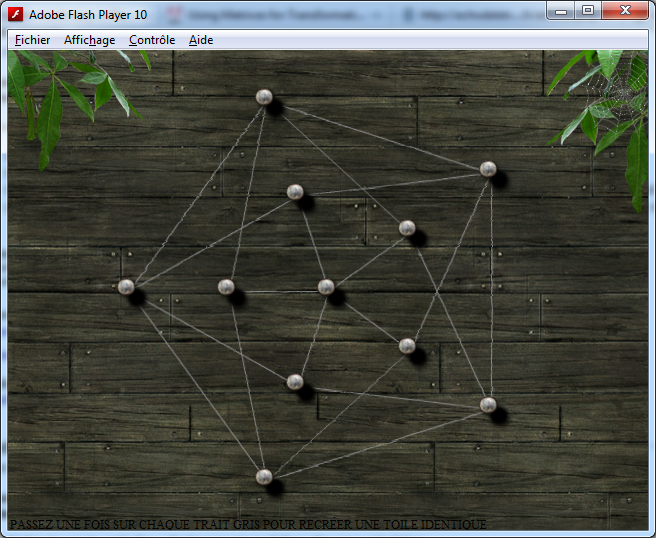 Adobe Flash Player 10
Fichier Affichage Contrôle Aide
PASSEZ UNE FOIS SUR CHAQUE TRAIT GRIS POUR RECRÉER UNE TOILE IDENTIQUE